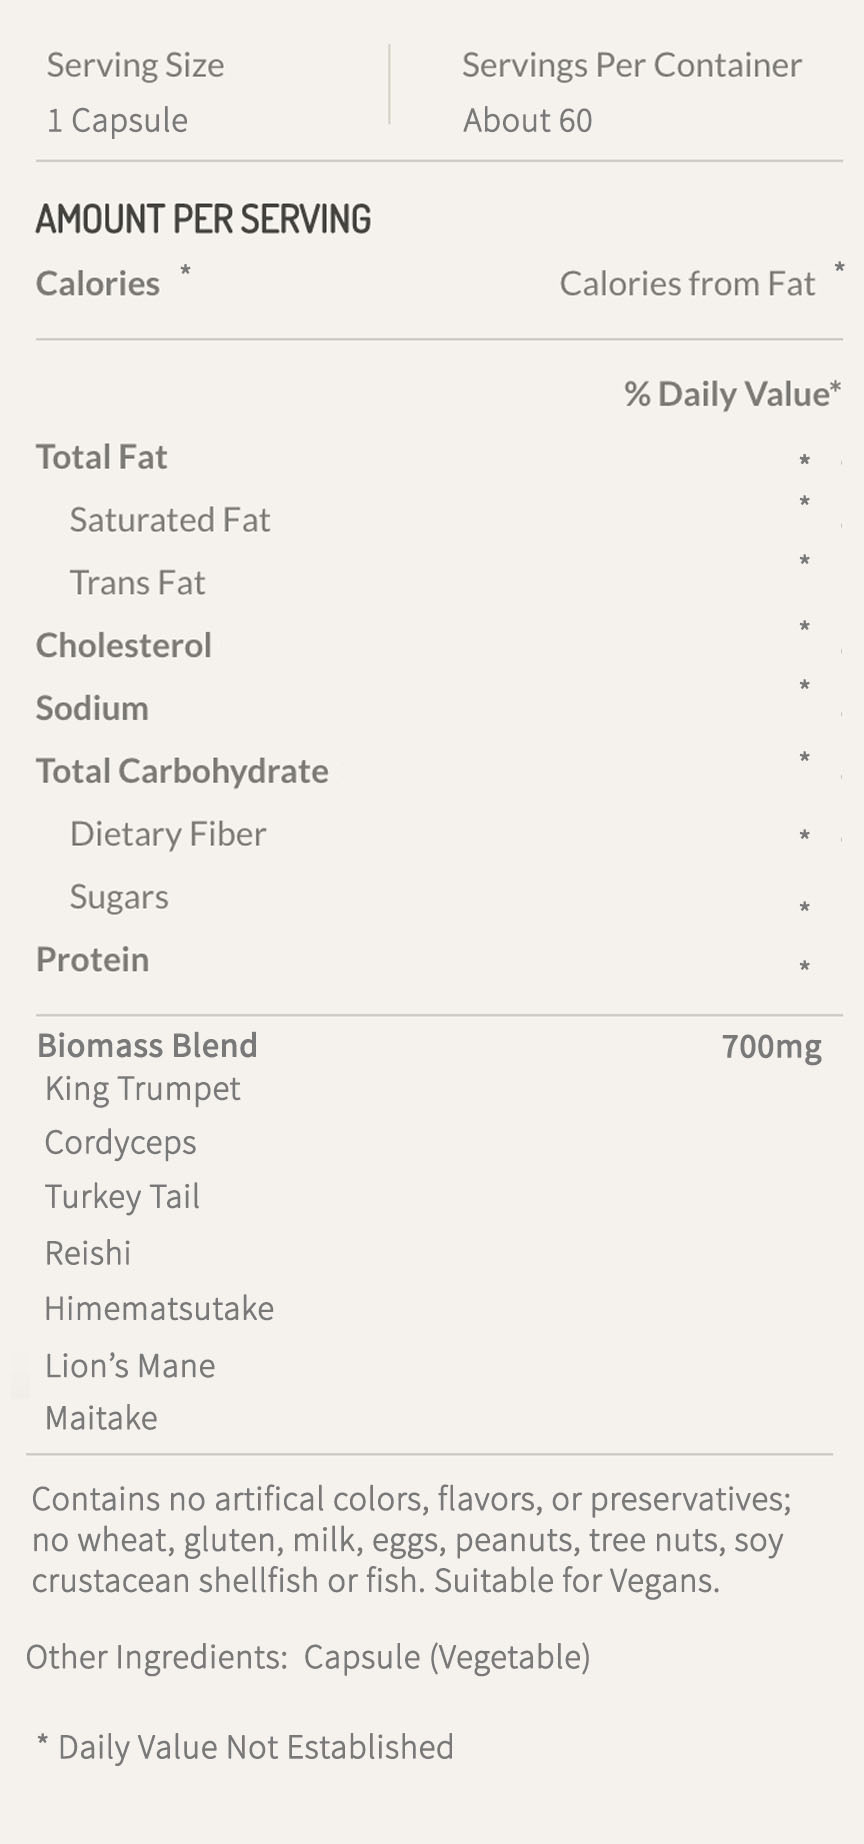 Serving Size
Servings Per Container
1 Capsule
About 60
AMOUNT PER SERVING
Calories *
Calories from Fat *
% Daily Value*
Total Fat *
Saturated Fat *
Trans Fat *
Cholesterol *
Sodium *
Total Carbohydrate *
Dietary Fiber *
Sugars *
Protein *
Biomass Blend 700mg
King Trumpet
Cordyceps
Turkey Tail
Reishi
Himematsutake
Lion’s Mane
Maitake
Contains no artifical colors, flavors, or preservatives;
no wheat, gluten, milk, eggs, peanuts, tree nuts, soy
crustacean shellfish or fish. Suitable for Vegans.
Other Ingredients: Capsule (Vegetable)
* Daily Value Not Established